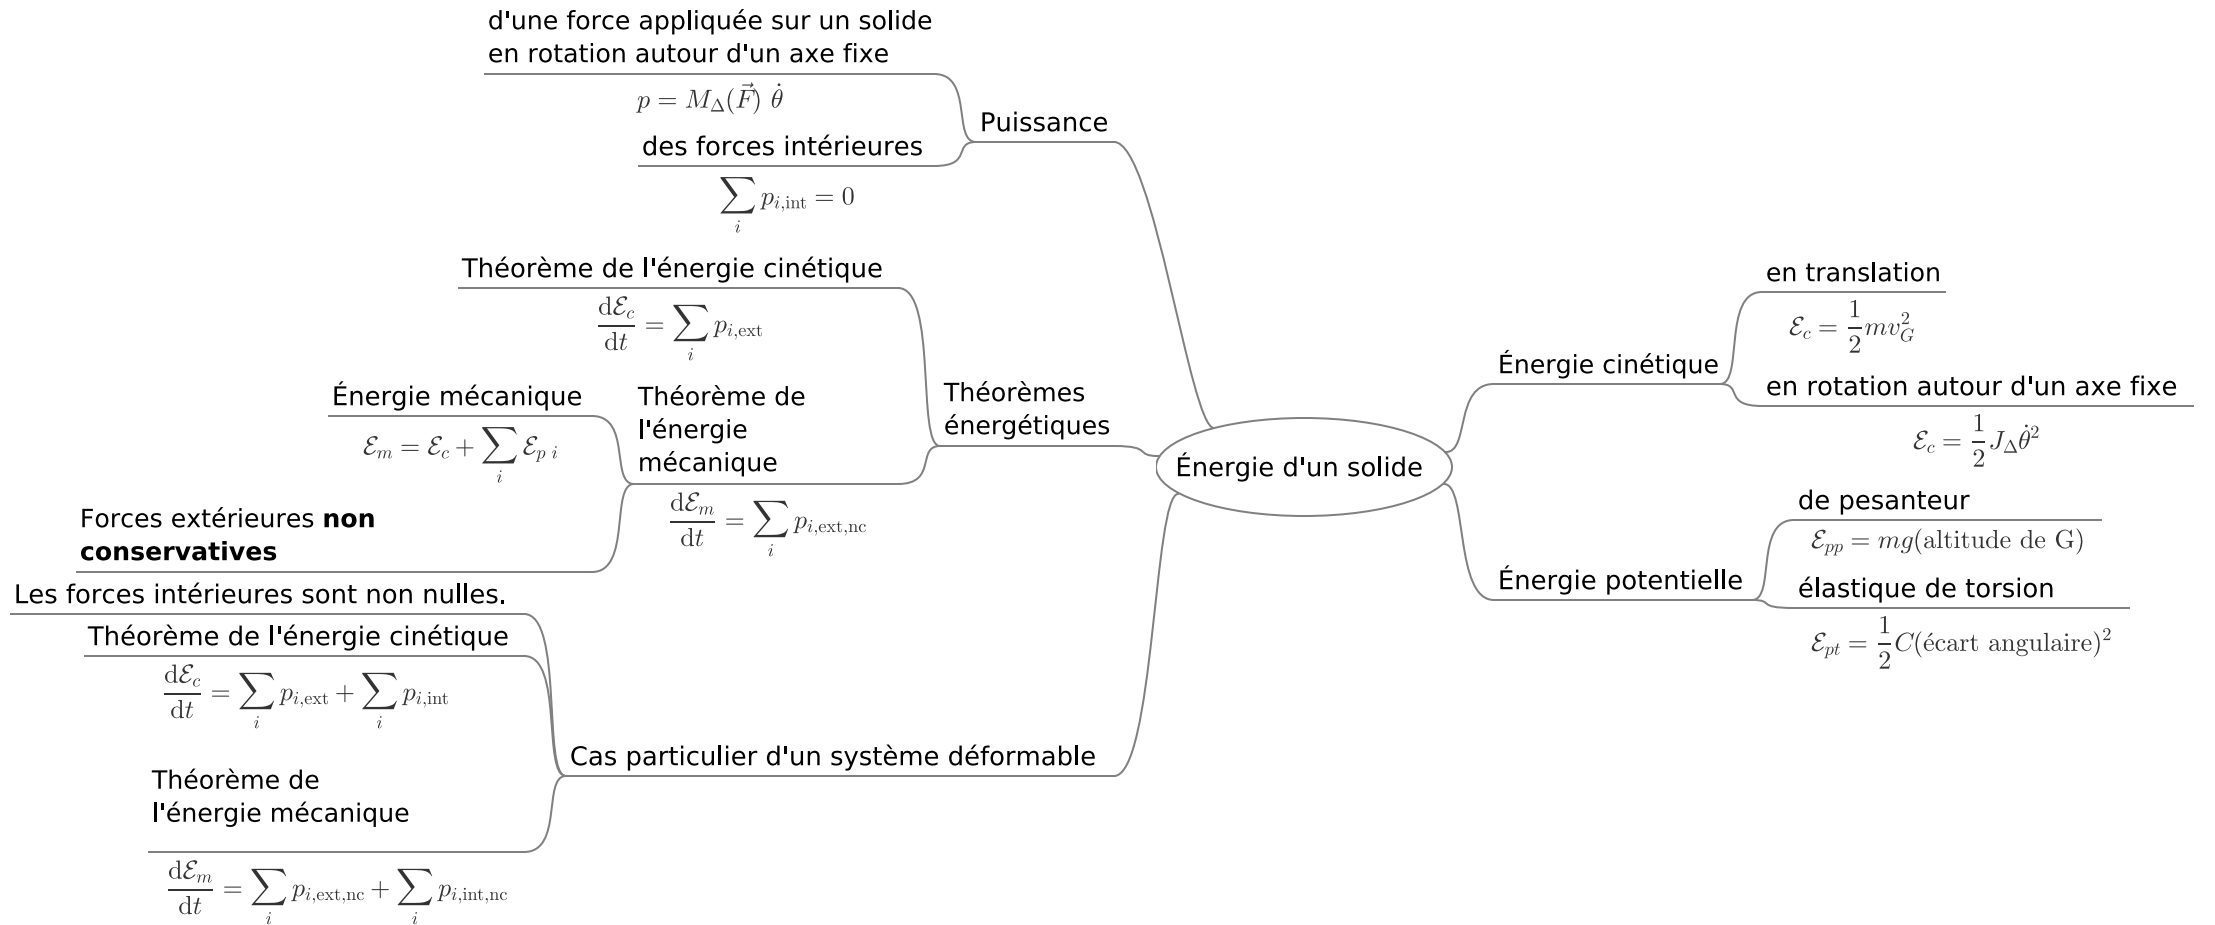 d'une force appliquée sur un solide
en rotation autour d'un axe fixe
p = M_Δ(F⃗) θ̇
des forces intérieures
∑_i p_{i,int} = 0
Puissance
Théorème de l'énergie cinétique
dℰ_c/dt = ∑_i p_{i,ext}
Énergie mécanique
ℰ_m = ℰ_c + ∑_i ℰ_{p i}
Forces extérieures non
conservatives
Théorème de
l'énergie
mécanique
dℰ_m/dt = ∑_i p_{i,ext,nc}
Théorèmes
énergétiques
Les forces intérieures sont non nulles.
Théorème de l'énergie cinétique
dℰ_c/dt = ∑_i p_{i,ext} + ∑_i p_{i,int}
Théorème de
l'énergie mécanique
dℰ_m/dt = ∑_i p_{i,ext,nc} + ∑_i p_{i,int,nc}
Cas particulier d'un système déformable
Énergie d'un solide
Énergie cinétique
en translation
ℰ_c = 1/2 mv_G^2
en rotation autour d'un axe fixe
ℰ_c = 1/2 J_Δ θ̇^2
Énergie potentielle
de pesanteur
ℰ_{pp} = mg(altitude de G)
élastique de torsion
ℰ_{pt} = 1/2 C(écart angulaire)^2